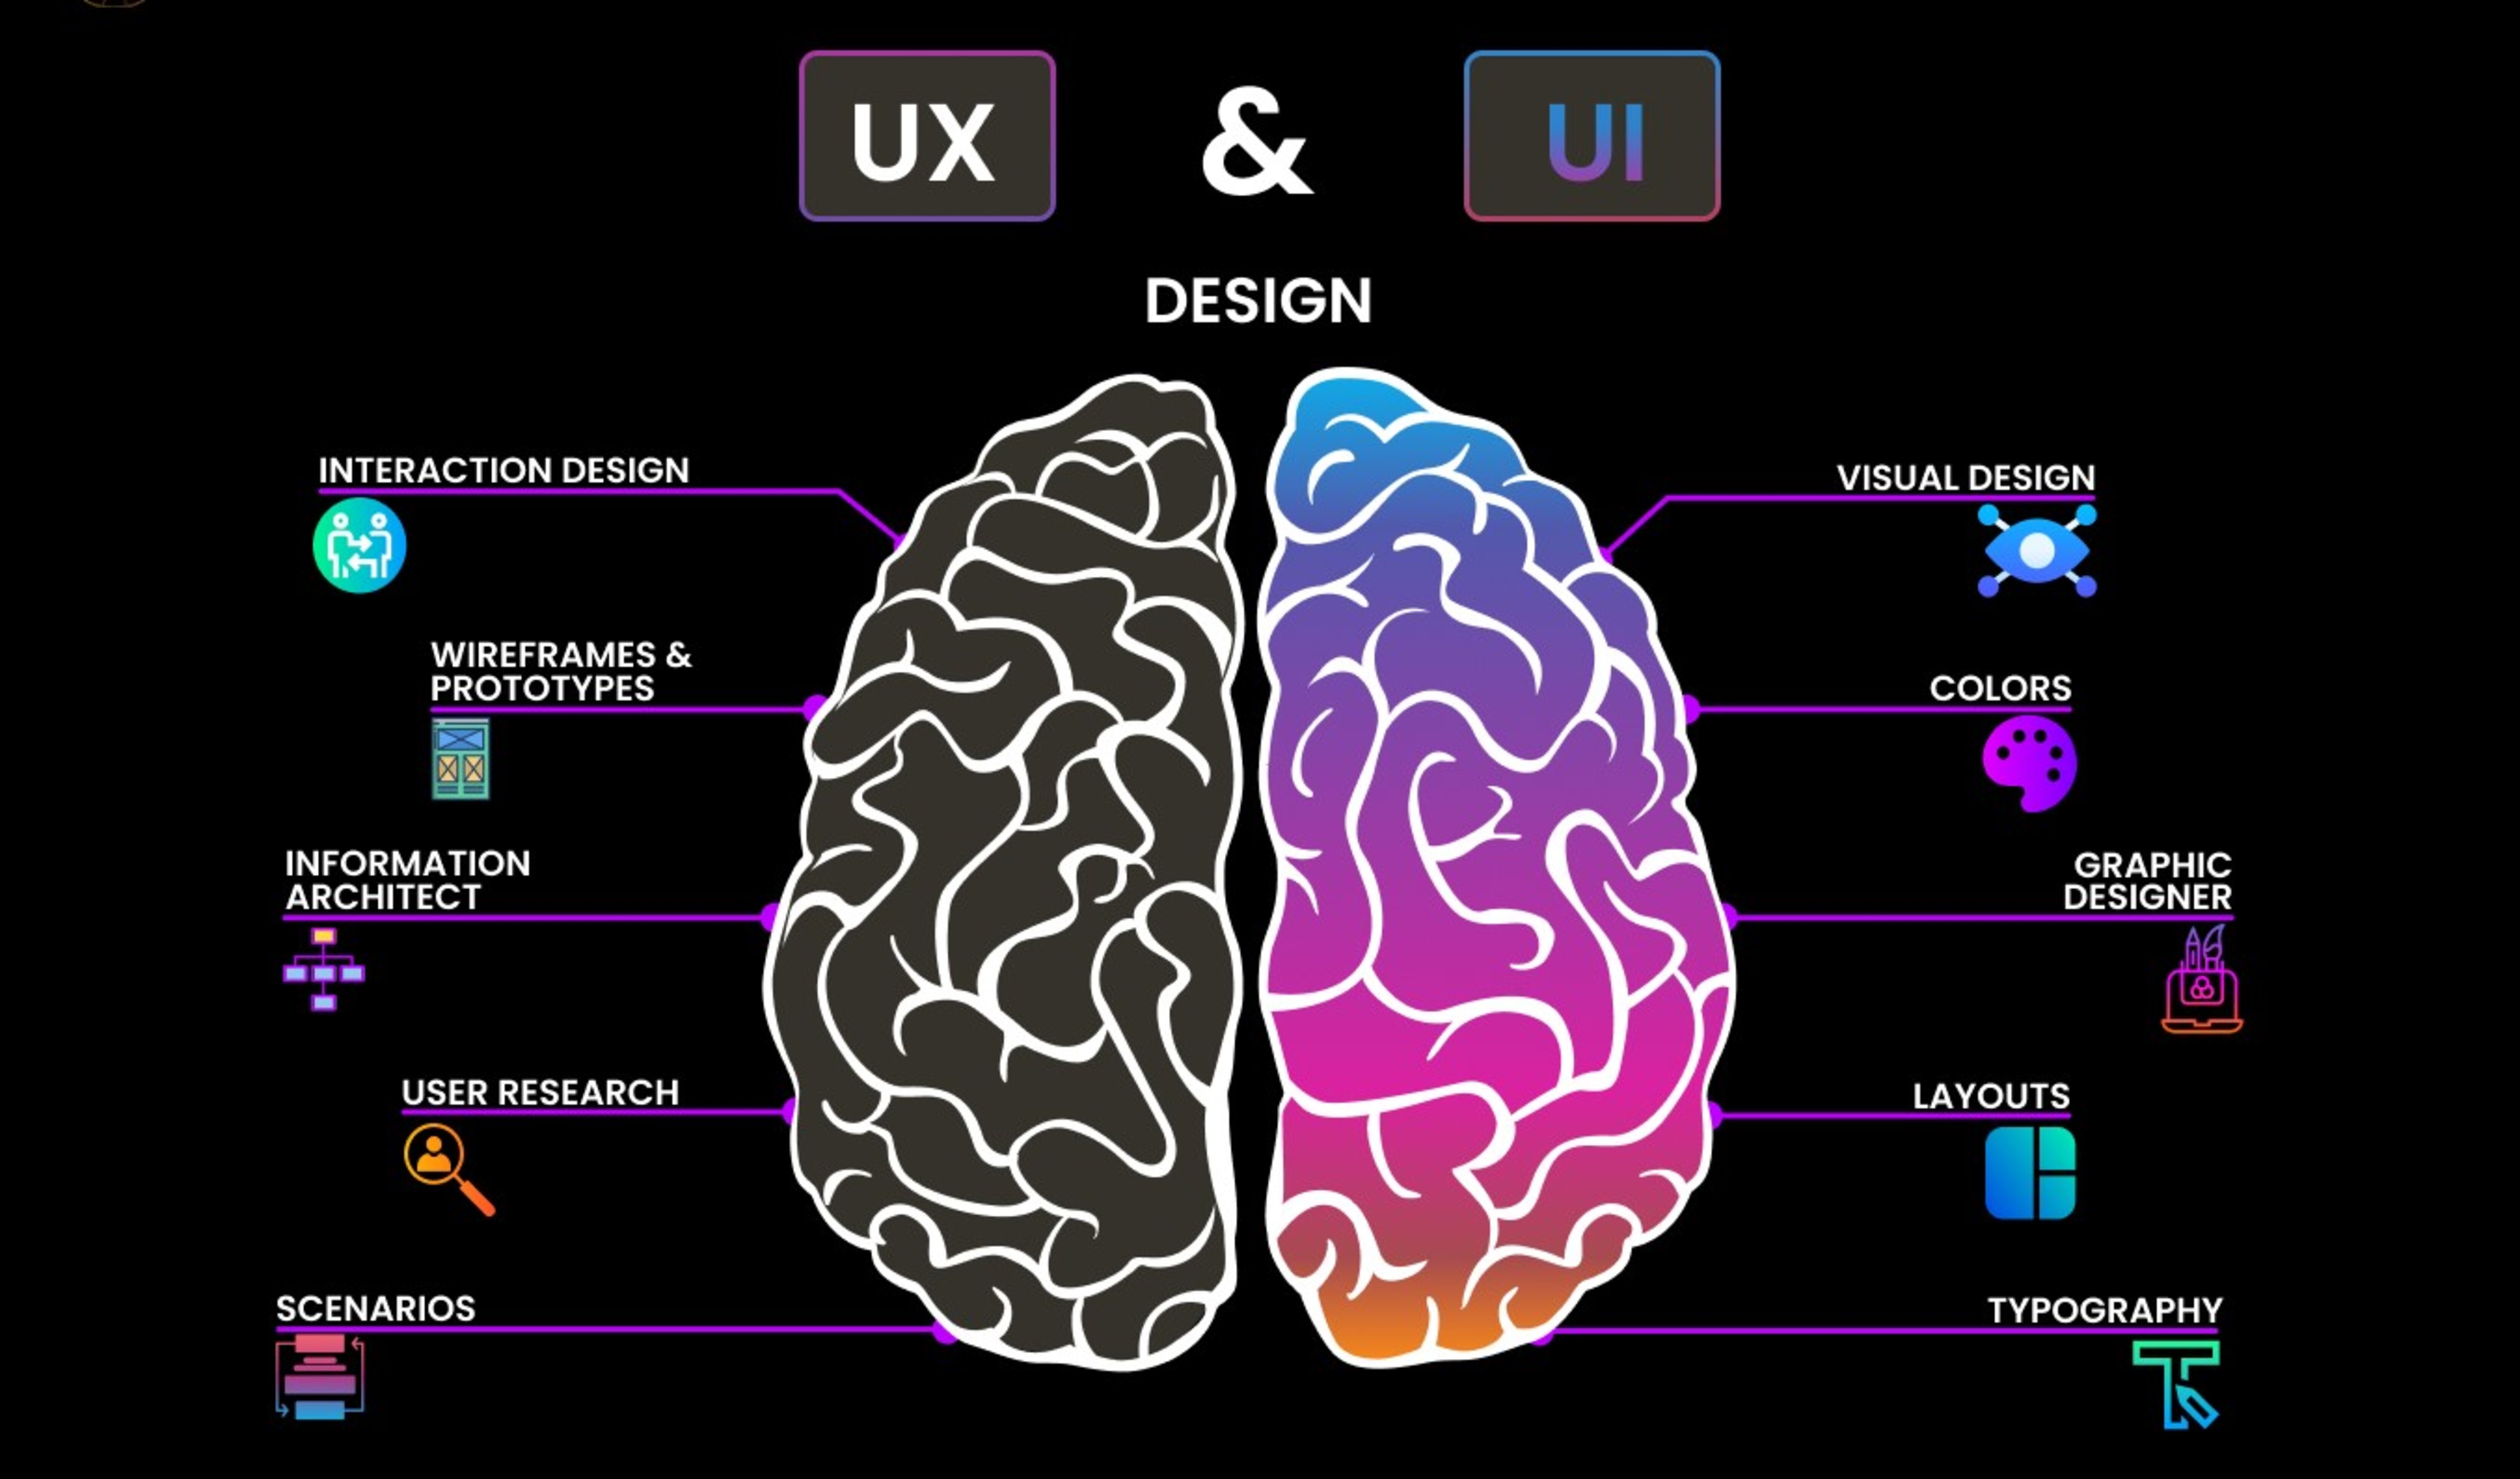 UX & UI
DESIGN
INTERACTION DESIGN
WIREFRAMES &
PROTOTYPES
INFORMATION
ARCHITECT
USER RESEARCH
SCENARIOS
VISUAL DESIGN
COLORS
GRAPHIC
DESIGNER
LAYOUTS
TYPOGRAPHY